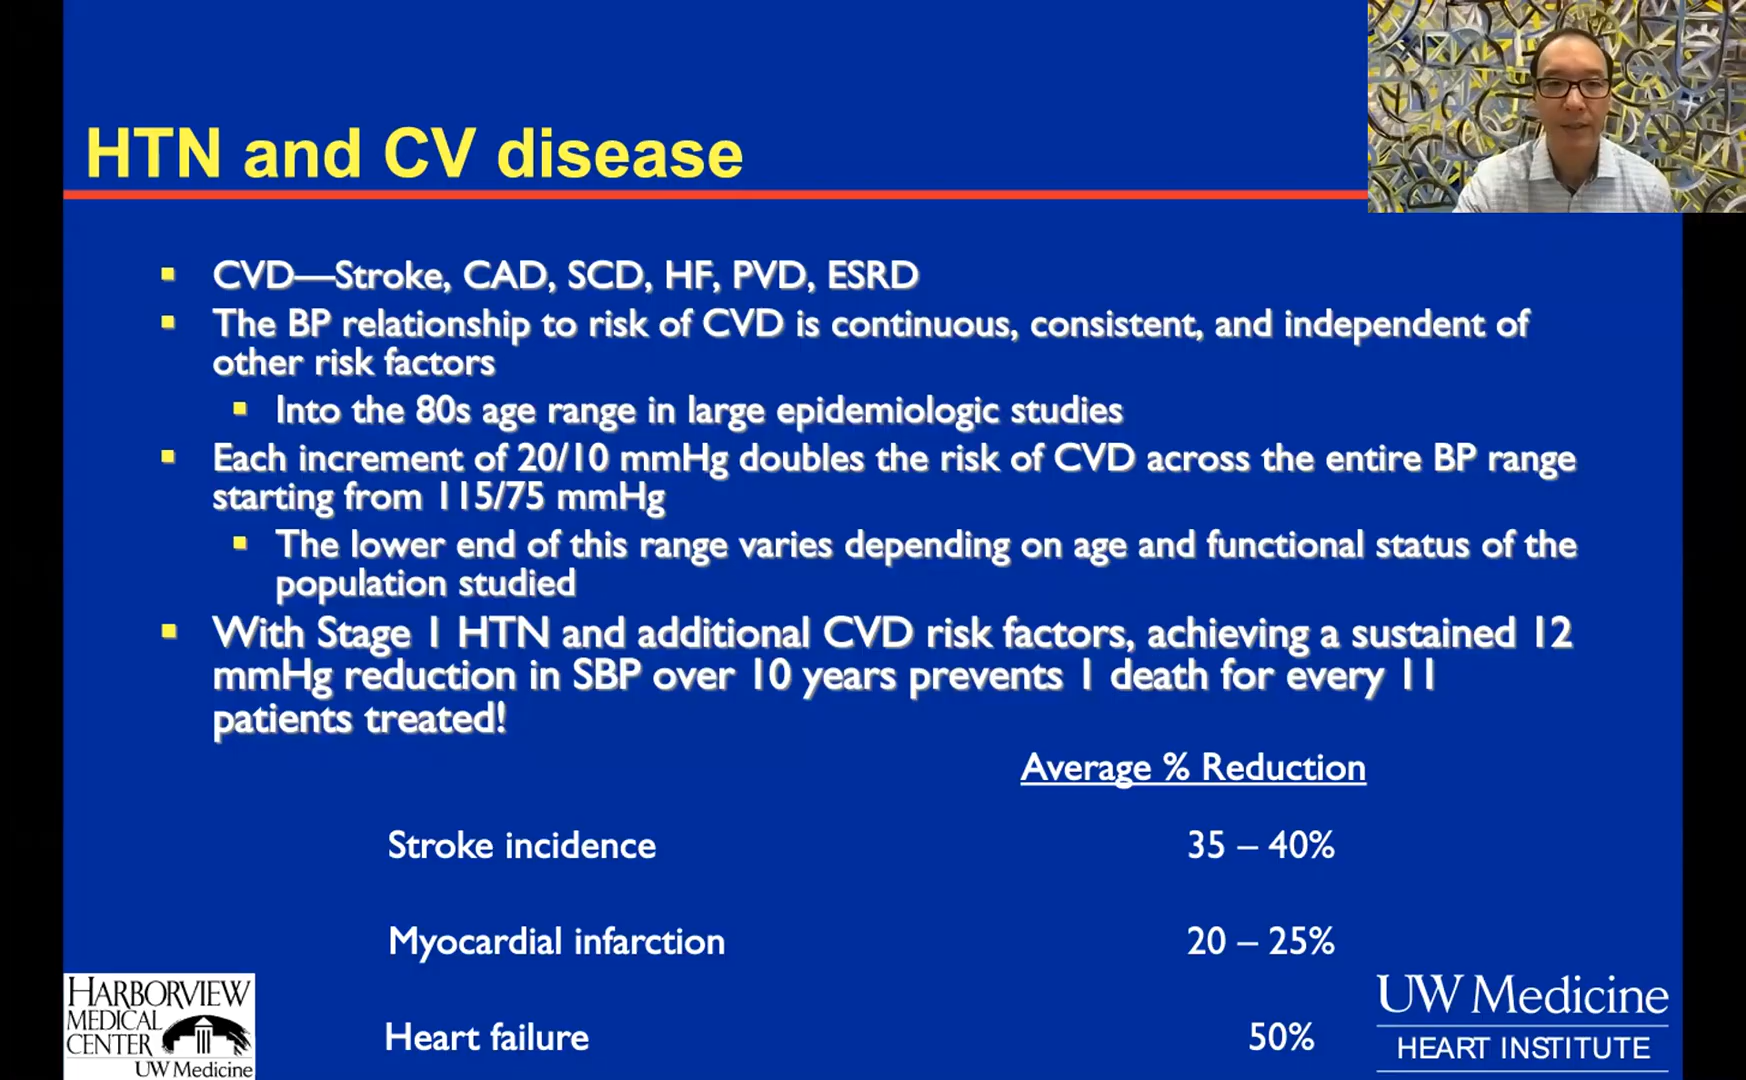 HTN and CV disease
CVD—Stroke, CAD, SCD, HF, PVD, ESRD
The BP relationship to risk of CVD is continuous, consistent, and independent of
other risk factors
Into the 80s age range in large epidemiologic studies
Each increment of 20/10 mmHg doubles the risk of CVD across the entire BP range
starting from 115/75 mmHg
The lower end of this range varies depending on age and functional status of the
population studied
With Stage 1 HTN and additional CVD risk factors, achieving a sustained 12
mmHg reduction in SBP over 10 years prevents 1 death for every 11
patients treated!
Average % Reduction
Stroke incidence 35 – 40%
Myocardial infarction 20 – 25%
Heart failure 50%
HARBORVIEW
MEDICAL
CENTER
UW Medicine
UW Medicine
HEART INSTITUTE